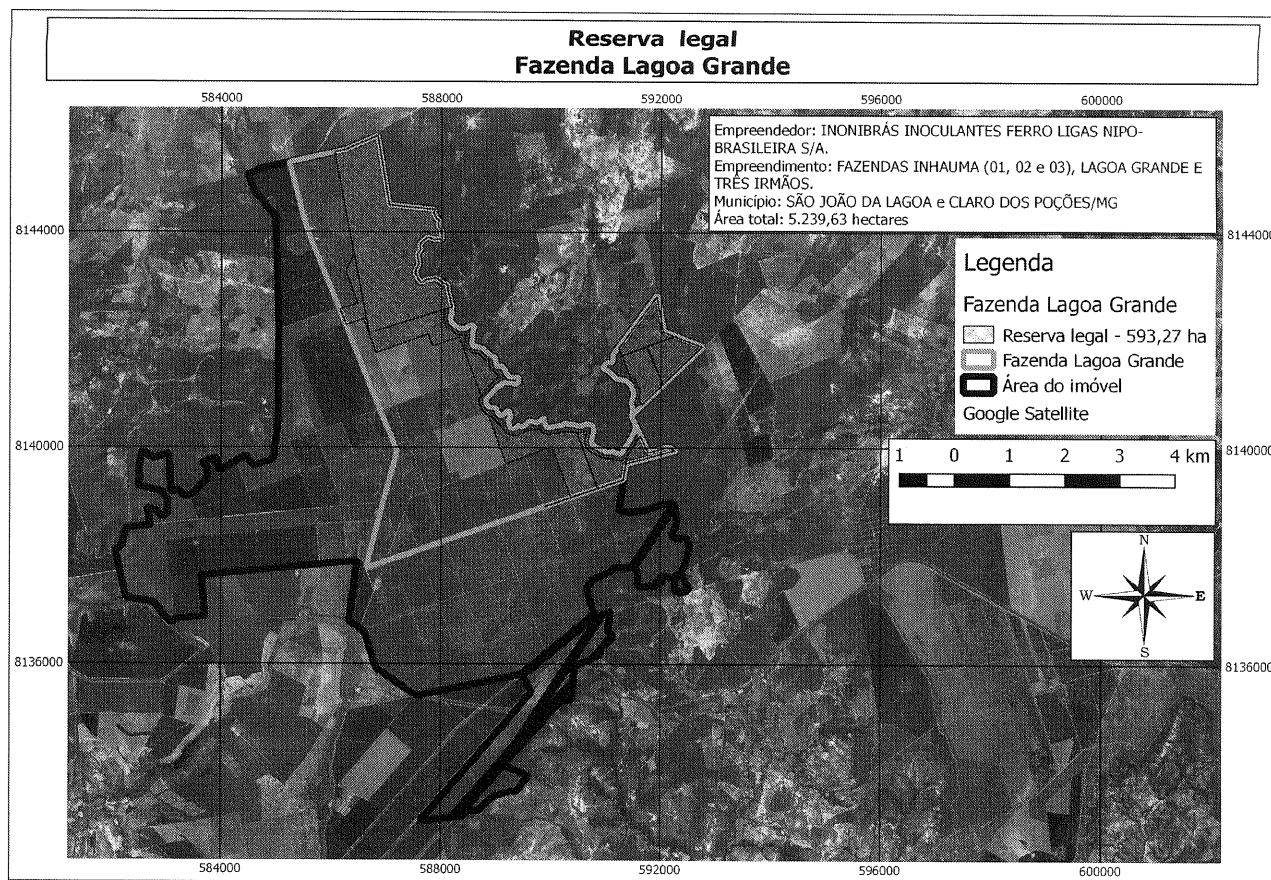 Reserva legal
Fazenda Lagoa Grande
584000
588000
592000
596000
600000
Empreendedor: INONIBRÁS INOCULANTES FERRO LIGAS NIPO-
BRASILEIRA S/A.
Empreendimento: FAZENDAS INHAUMA (01, 02 e 03), LAGOA GRANDE E
TRÊS IRMÃOS.
Município: SÃO JOÃO DA LAGOA e CLARO DOS POÇÕES/MG
Área total: 5.239,63 hectares
8144000
8144000
Legenda
Fazenda Lagoa Grande
Reserva legal - 593,27 ha
Fazenda Lagoa Grande
Área do imóvel
Google Satellite
8140000
8140000
1 0 1 2 3 4 km
N
W E
S
8136000
8136000
584000
588000
592000
596000
600000